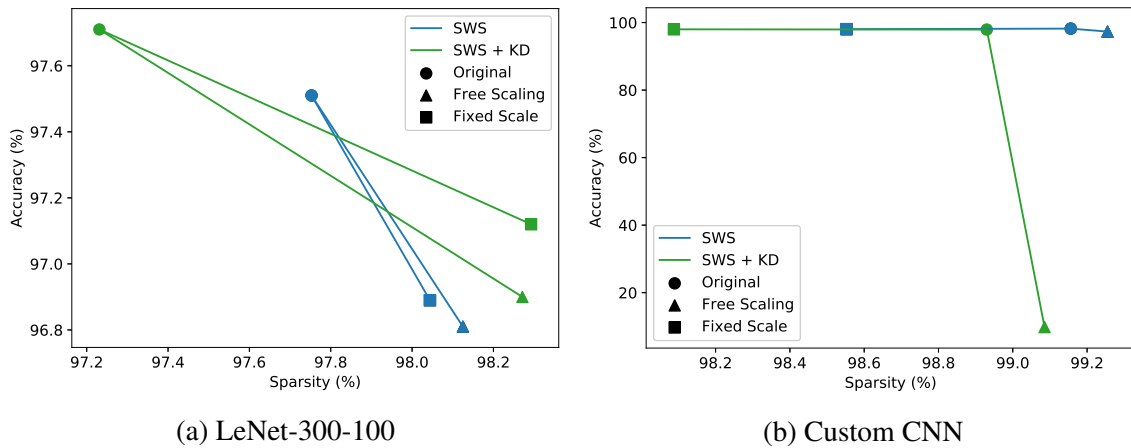 97.6
97.4
97.2
97.0
96.8
Accuracy (%)
97.2 97.4 97.6 97.8 98.0 98.2
Sparsity (%)
SWS
SWS + KD
Original
Free Scaling
Fixed Scale
(a) LeNet-300-100
100
80
60
40
20
Accuracy (%)
98.2 98.4 98.6 98.8 99.0 99.2
Sparsity (%)
SWS
SWS + KD
Original
Free Scaling
Fixed Scale
(b) Custom CNN